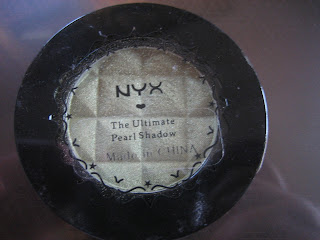 NYX
The Ultimate
Pearl Shadow
Made in CHINA